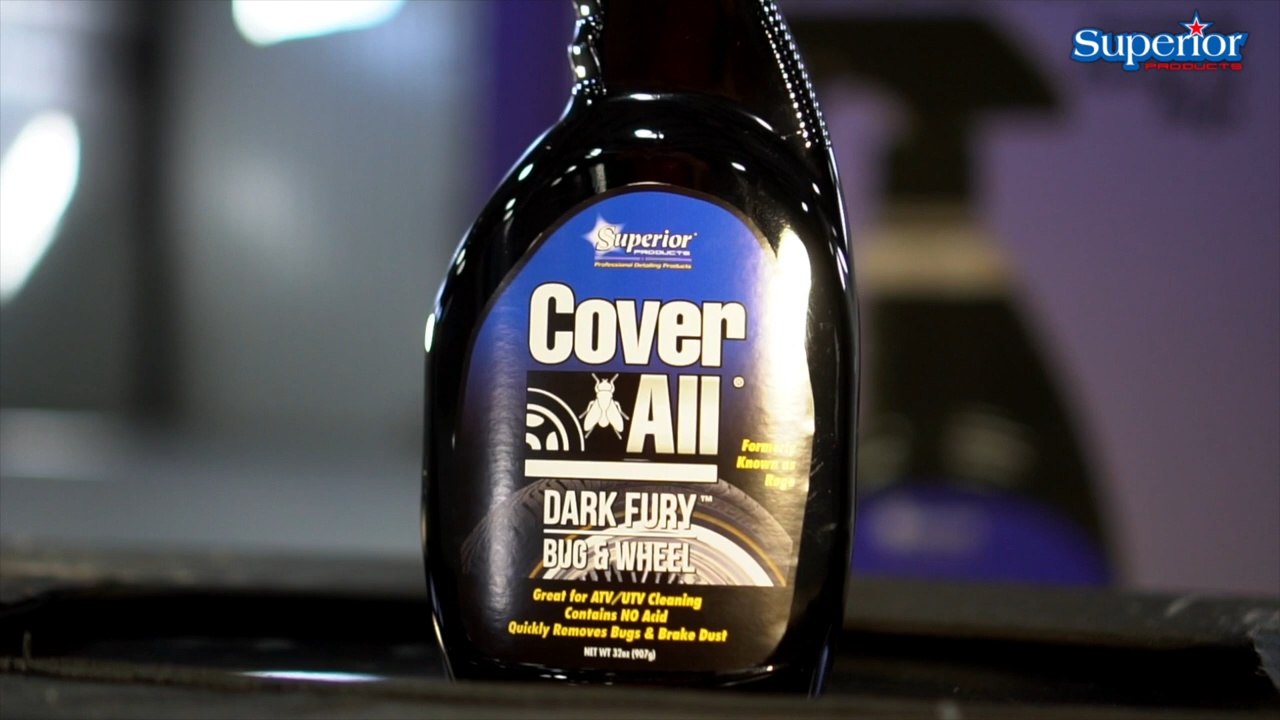 Superior
PRODUCTS
Superior
PRODUCTS
Professional Detailing Products
Cover
All®
Formerly
Known as
DARK FURY™
BUG & WHEEL
Great for ATV/UTV Cleaning
Contains NO Acid
Quickly Removes Bugs & Brake Dust
NET WT 32oz (907g)